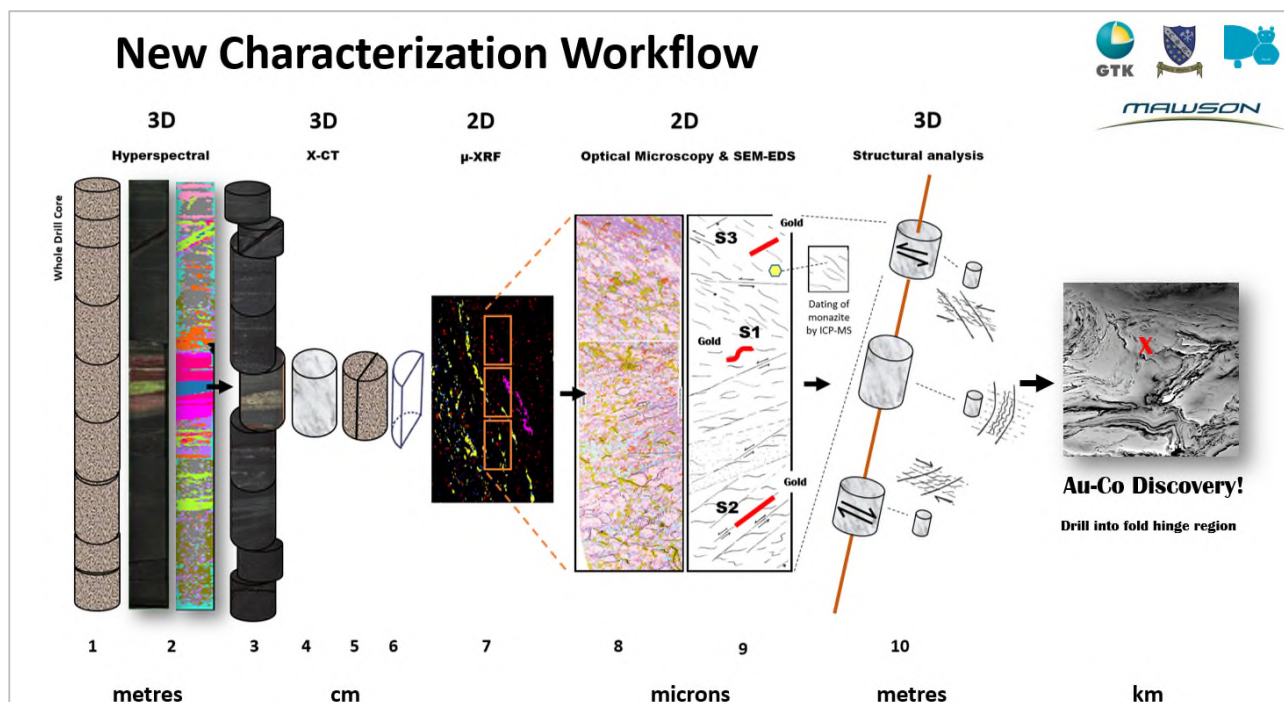 New Characterization Workflow
GTK
MAWSON
3D
3D
2D
2D
3D
Hyperspectral
X-CT
µ-XRF
Optical Microscopy & SEM-EDS
Structural analysis
Whole Drill Core
S3
Gold
Dating of
monazite
by ICP-MS
S1
Gold
Gold
S2
X
Au-Co Discovery!
Drill into fold hinge region
1
2
3
4
5
6
7
8
9
10
metres
cm
microns
metres
km